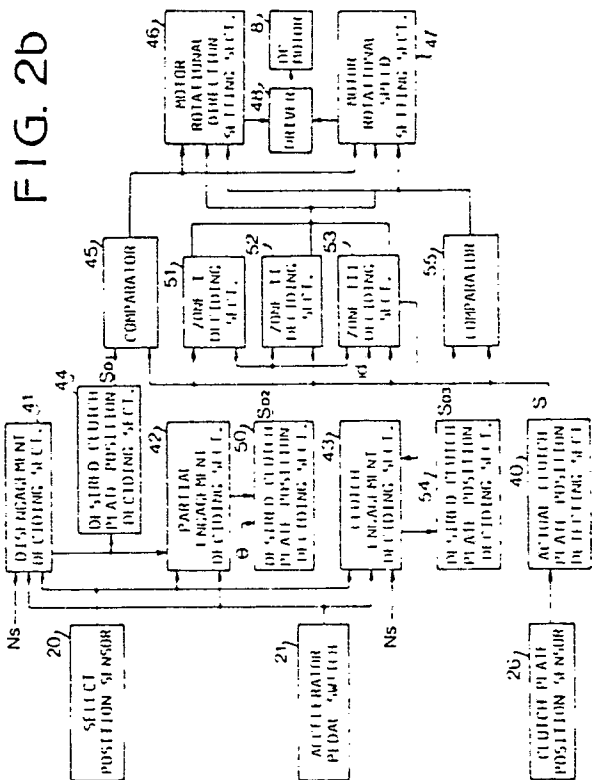 FIG. 2b
Ns
20
SELECT
POSITION SENSOR
21
ACCELERATOR
PEDAL SWITCH
Ns
26
CLUTCH PLATE
POSITION SENSOR
41
DISENGAGEMENT
DECIDING SECT.
44
DESIRED CLUTCH
PLATE POSITION
DECIDING SECT.
SD1
42
PARTIAL
ENGAGEMENT
DECIDING SECT.
θ
50
SD2
DESIRED CLUTCH
PLATE POSITION
DECIDING SECT.
43
CLUTCH
ENGAGEMENT
DECIDING SECT.
54
SD3
DESIRED CLUTCH
PLATE POSITION
DECIDING SECT.
40
S
ACTUAL CLUTCH
PLATE POSITION
DETECTING SECT.
45
COMPARATOR
51
ZONE I
DECIDING
SECT.
52
ZONE II
DECIDING
SECT.
53
ZONE III
DECIDING
SECT.
55
COMPARATOR
46
MOTOR
ROTATIONAL
DIRECTION
SETTING SECT.
48
DRIVER
8
DC
MOTOR
MOTOR
ROTATIONAL
SPEED
SETTING SECT.
47